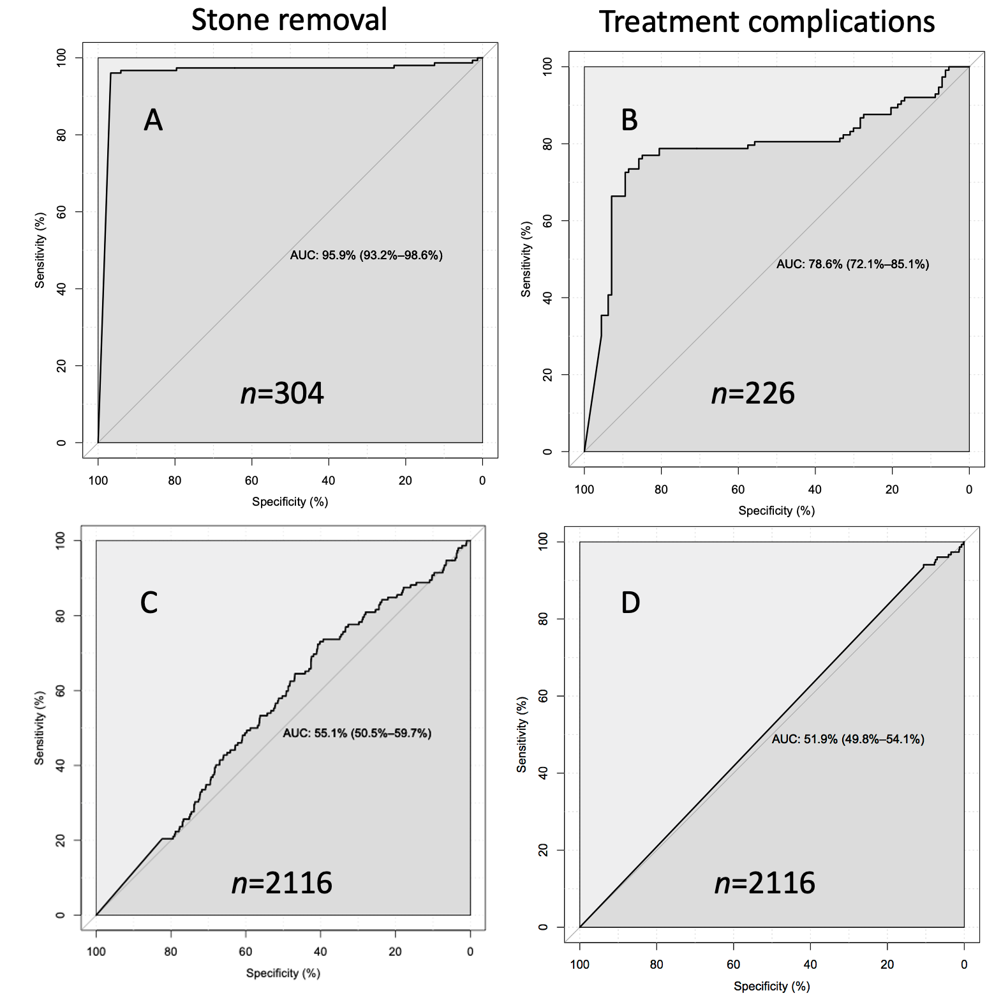 Stone removal
Treatment complications
100
80
60
40
20
0
Sensitivity (%)
A
AUC: 95.9% (93.2%–98.6%)
n=304
100 80 60 40 20 0
Specificity (%)
100
80
60
40
20
0
Sensitivity (%)
B
AUC: 78.6% (72.1%–85.1%)
n=226
100 80 60 40 20 0
Specificity (%)
100
80
60
40
20
0
Sensitivity (%)
C
AUC: 55.1% (50.5%–59.7%)
n=2116
100 80 60 40 20 0
Specificity (%)
100
80
60
40
20
0
Sensitivity (%)
D
AUC: 51.9% (49.8%–54.1%)
n=2116
100 80 60 40 20 0
Specificity (%)